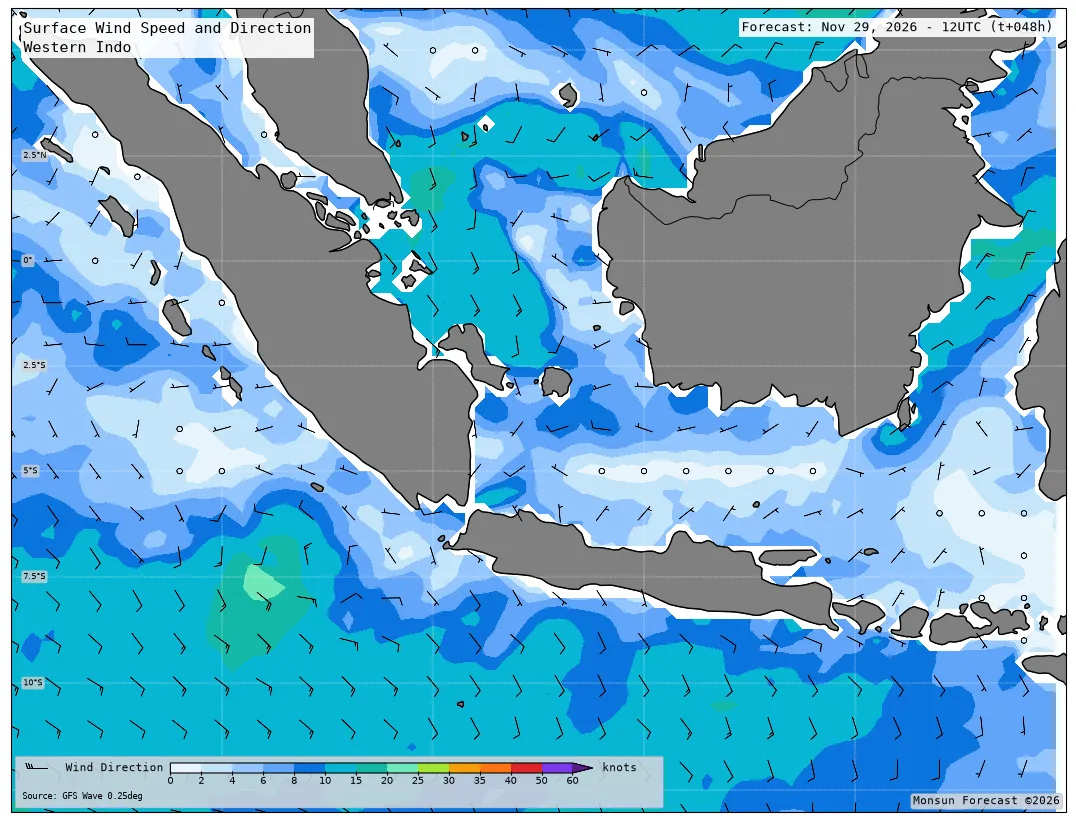 Surface Wind Speed and Direction
Western Indo
Forecast: Nov 29, 2026 - 12UTC (t+048h)
2.5°N
0°
2.5°S
5°S
7.5°S
10°S
Wind Direction
0 2 4 6 8 10 15 20 25 30 35 40 50 60 knots
Source: GFS Wave 0.25deg
Monsun Forecast ©2026